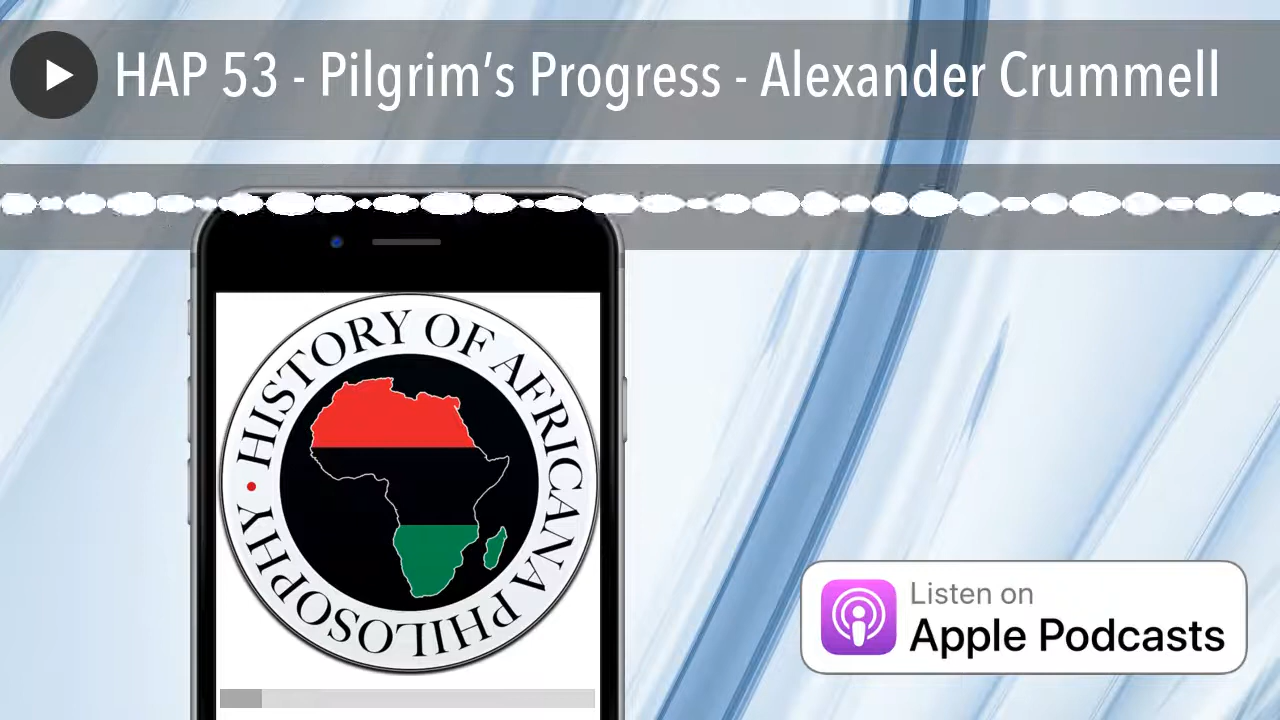 HAP 53 - Pilgrim’s Progress - Alexander Crummell
HISTORY OF AFRICANA PHILOSOPHY •
Listen on
Apple Podcasts